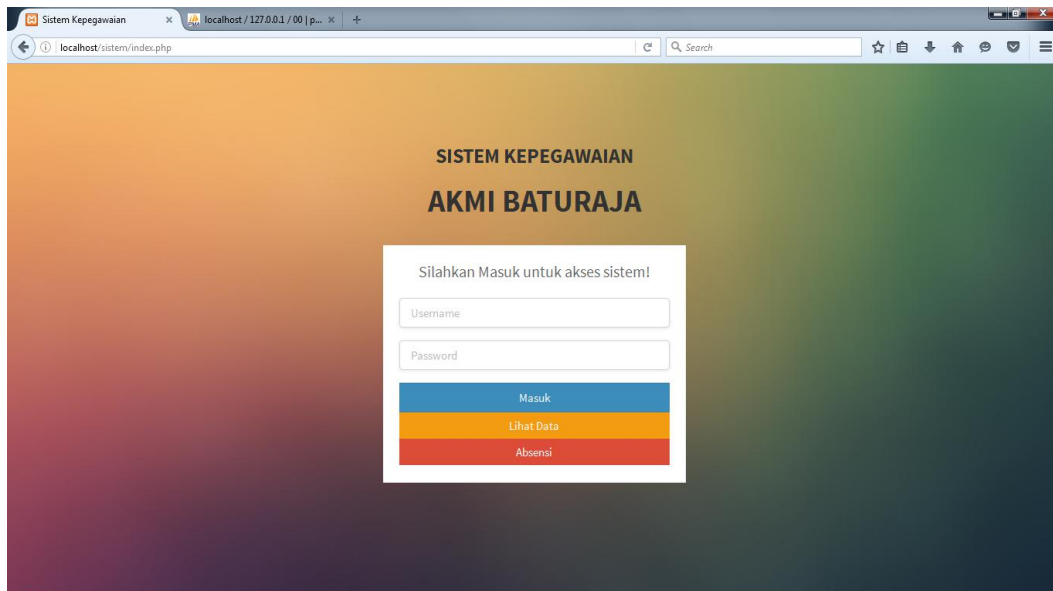 Sistem Kepegawaian
localhost / 127.0.0.1 / 00 | p...
localhost/sistem/index.php
Search
SISTEM KEPEGAWAIAN
AKMI BATURAJA
Silahkan Masuk untuk akses sistem!
Username
Password
Masuk
Lihat Data
Absensi